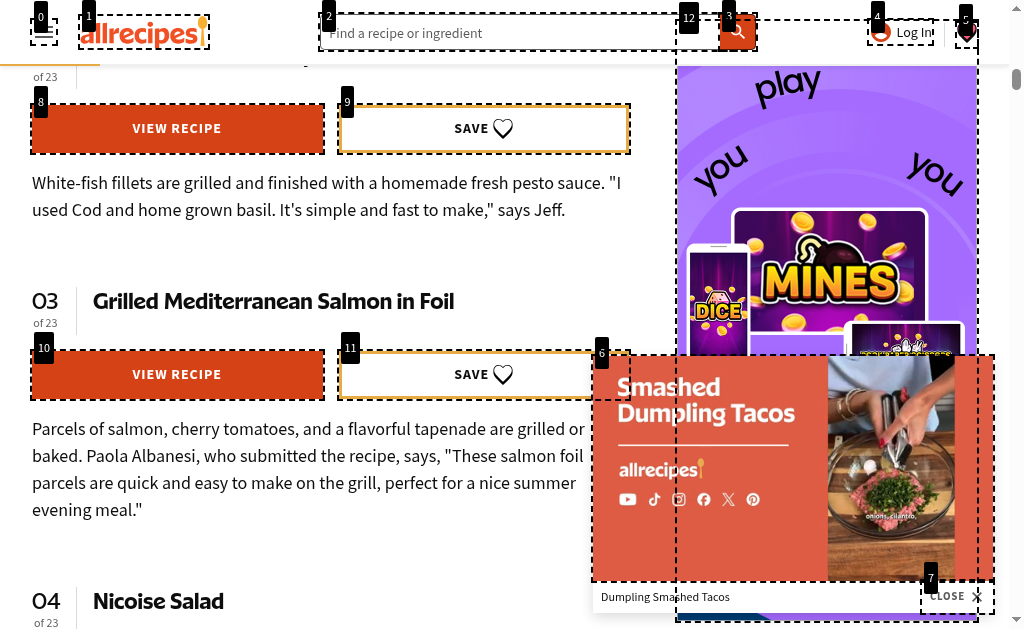 allrecipes
Find a recipe or ingredient
Log In
0
1
2
12
3
4
5
of 23
8
9
VIEW RECIPE
SAVE
White-fish fillets are grilled and finished with a homemade fresh pesto sauce. "I
used Cod and home grown basil. It's simple and fast to make," says Jeff.
03
of 23
Grilled Mediterranean Salmon in Foil
10
11
VIEW RECIPE
SAVE
Parcels of salmon, cherry tomatoes, and a flavorful tapenade are grilled or
baked. Paola Albanesi, who submitted the recipe, says, "These salmon foil
parcels are quick and easy to make on the grill, perfect for a nice summer
evening meal."
04
of 23
Nicoise Salad
play
you
you
MINES
DICE
6
Smashed
Dumpling Tacos
allrecipes
onions, cilantro,
7
Dumpling Smashed Tacos
CLOSE